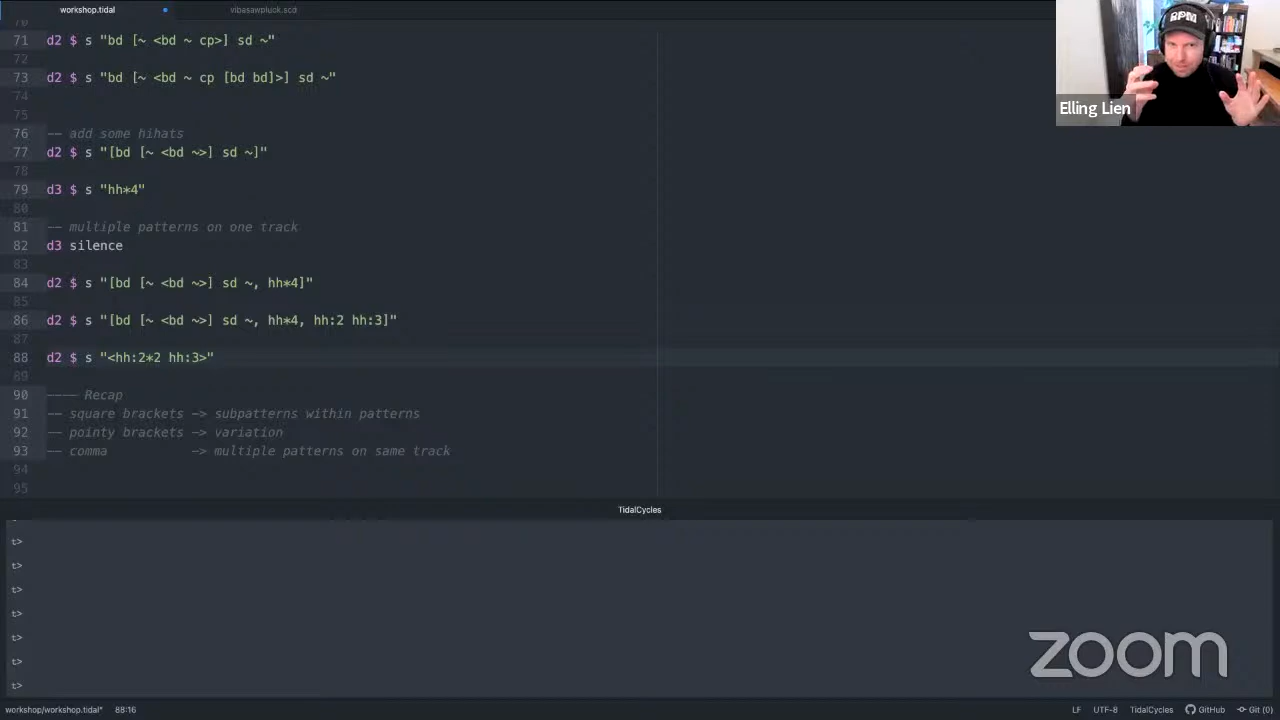 workshop.tidal
vibesawpluck.scd
70
71 d2 $ s "bd [~ <bd ~ cp>] sd ~"
72
73 d2 $ s "bd [~ <bd ~ cp [bd bd]>] sd ~"
74
75
76 -- add some hihats
77 d2 $ s "[bd [~ <bd ~>] sd ~]"
78
79 d3 $ s "hh*4"
80
81 -- multiple patterns on one track
82 d3 silence
83
84 d2 $ s "[bd [~ <bd ~>] sd ~, hh*4]"
85
86 d2 $ s "[bd [~ <bd ~>] sd ~, hh*4, hh:2 hh:3]"
87
88 d2 $ s "<hh:2*2 hh:3>"
89
90 ---- Recap
91 -- square brackets -> subpatterns within patterns
92 -- pointy brackets -> variation
93 -- comma -> multiple patterns on same track
94
95
RPM
Elling Lien
TidalCycles
t>
t>
t>
t>
t>
t>
t>
zoom
workshop/workshop.tidal* 88:16
LF UTF-8 TidalCycles GitHub Git (0)